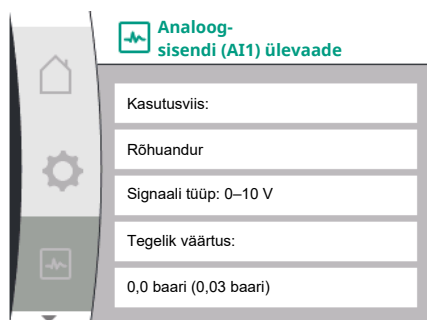 Analoog-
sisendi (AI1) ülevaade
Kasutusviis:
Rõhuandur
Signaali tüüp: 0–10 V
Tegelik väärtus:
0,0 baari (0,03 baari)